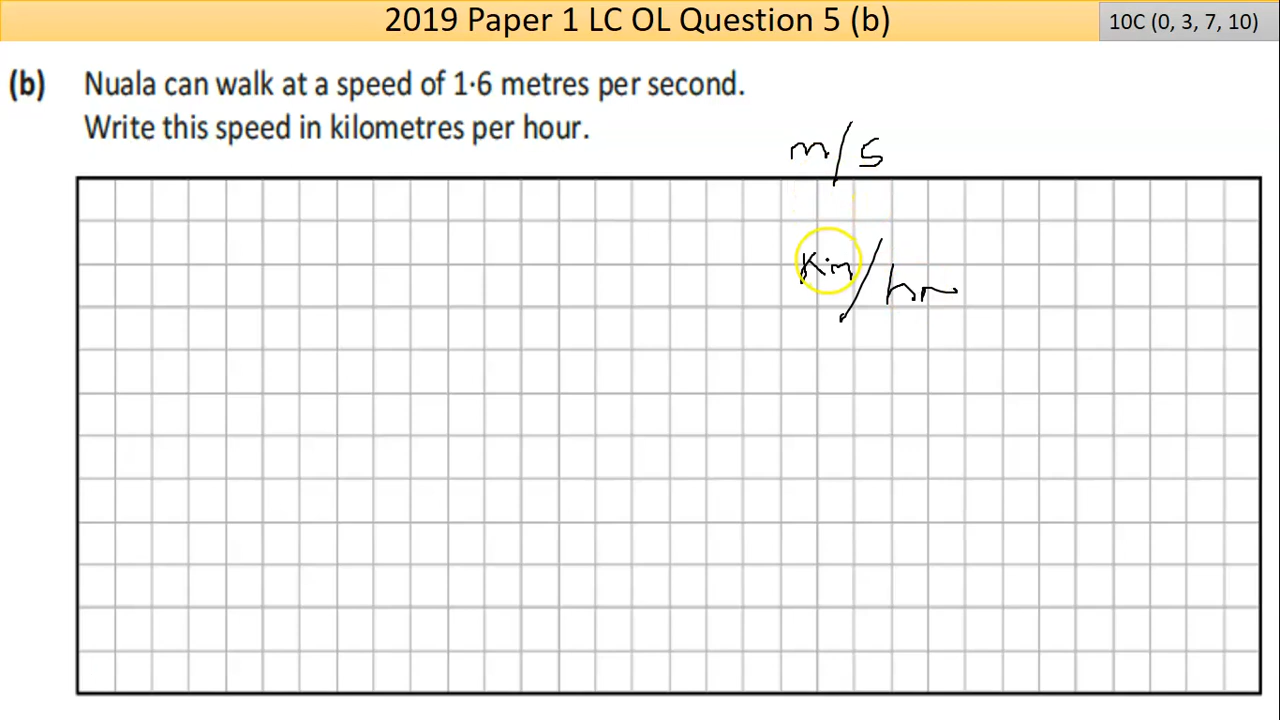 2019 Paper 1 LC OL Question 5 (b)
10C (0, 3, 7, 10)
(b) Nuala can walk at a speed of 1·6 metres per second.
Write this speed in kilometres per hour.
m/s
Km/hr